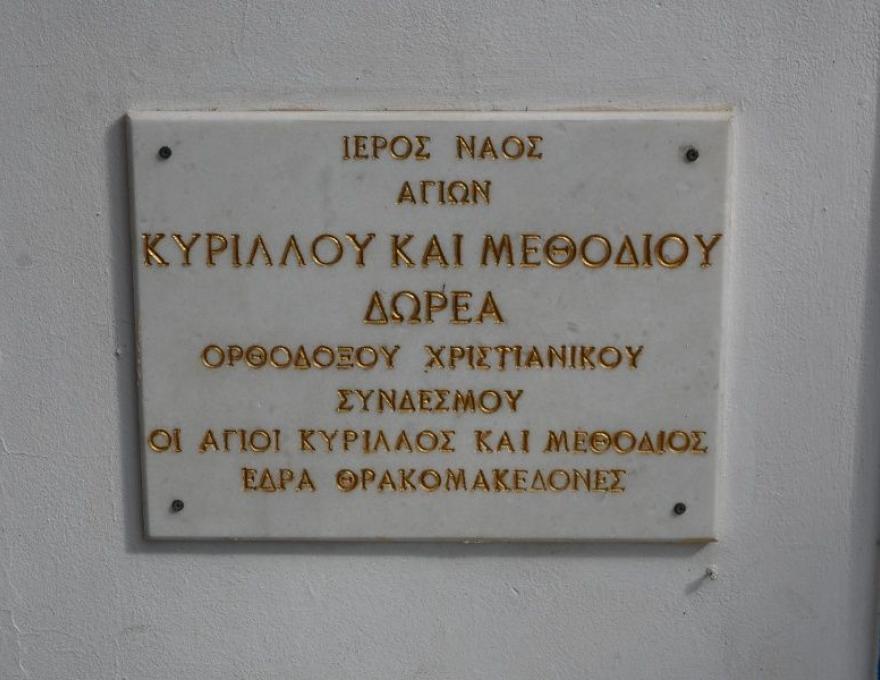 ΙΕΡΟΣ ΝΑΟΣ
ΑΓΙΩΝ
ΚΥΡΙΛΛΟΥ ΚΑΙ ΜΕΘΟΔΙΟΥ
ΔΩΡΕΑ
ΟΡΘΟΔΟΞΟΥ ΧΡΙΣΤΙΑΝΙΚΟΥ
ΣΥΝΔΕΣΜΟΥ
ΟΙ ΑΓΙΟΙ ΚΥΡΙΛΛΟΣ ΚΑΙ ΜΕΘΟΔΙΟΣ
ΕΔΡΑ ΘΡΑΚΟΜΑΚΕΔΟΝΕΣ